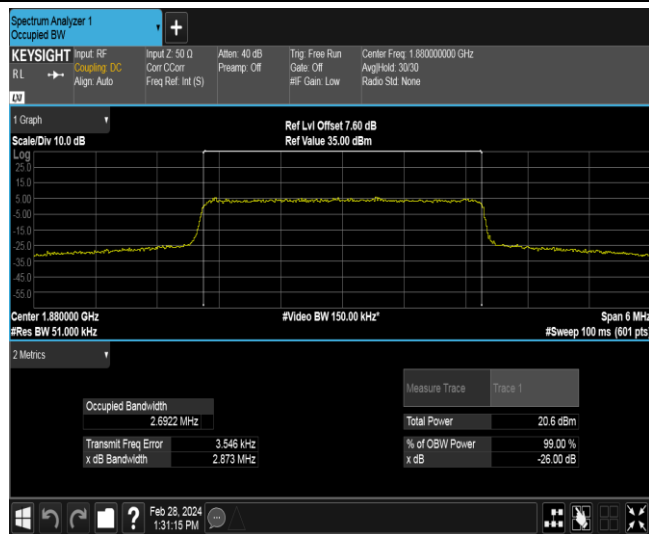 Spectrum Analyzer 1
Occupied BW
KEYSIGHT
R L
LXI
Input: RF
Coupling: DC
Align: Auto
Input Z: 50 Ω
Corr CCorr
Freq Ref: Int (S)
Atten: 40 dB
Preamp: Off
Trig: Free Run
Gate: Off
#IF Gain: Low
Center Freq: 1.880000000 GHz
Avg|Hold: 30/30
Radio Std: None
1 Graph
Scale/Div 10.0 dB
Ref Lvl Offset 7.60 dB
Ref Value 35.00 dBm
Log
25.0
15.0
5.00
-5.00
-15.0
-25.0
-35.0
-45.0
-55.0
Center 1.880000 GHz
#Res BW 51.000 kHz
#Video BW 150.00 kHz*
Span 6 MHz
#Sweep 100 ms (601 pts)
2 Metrics
Measure Trace Trace 1
Occupied Bandwidth
2.6922 MHz
Total Power 20.6 dBm
Transmit Freq Error 3.546 kHz
% of OBW Power 99.00 %
x dB Bandwidth 2.873 MHz
x dB -26.00 dB
?
Feb 28, 2024
1:31:15 PM